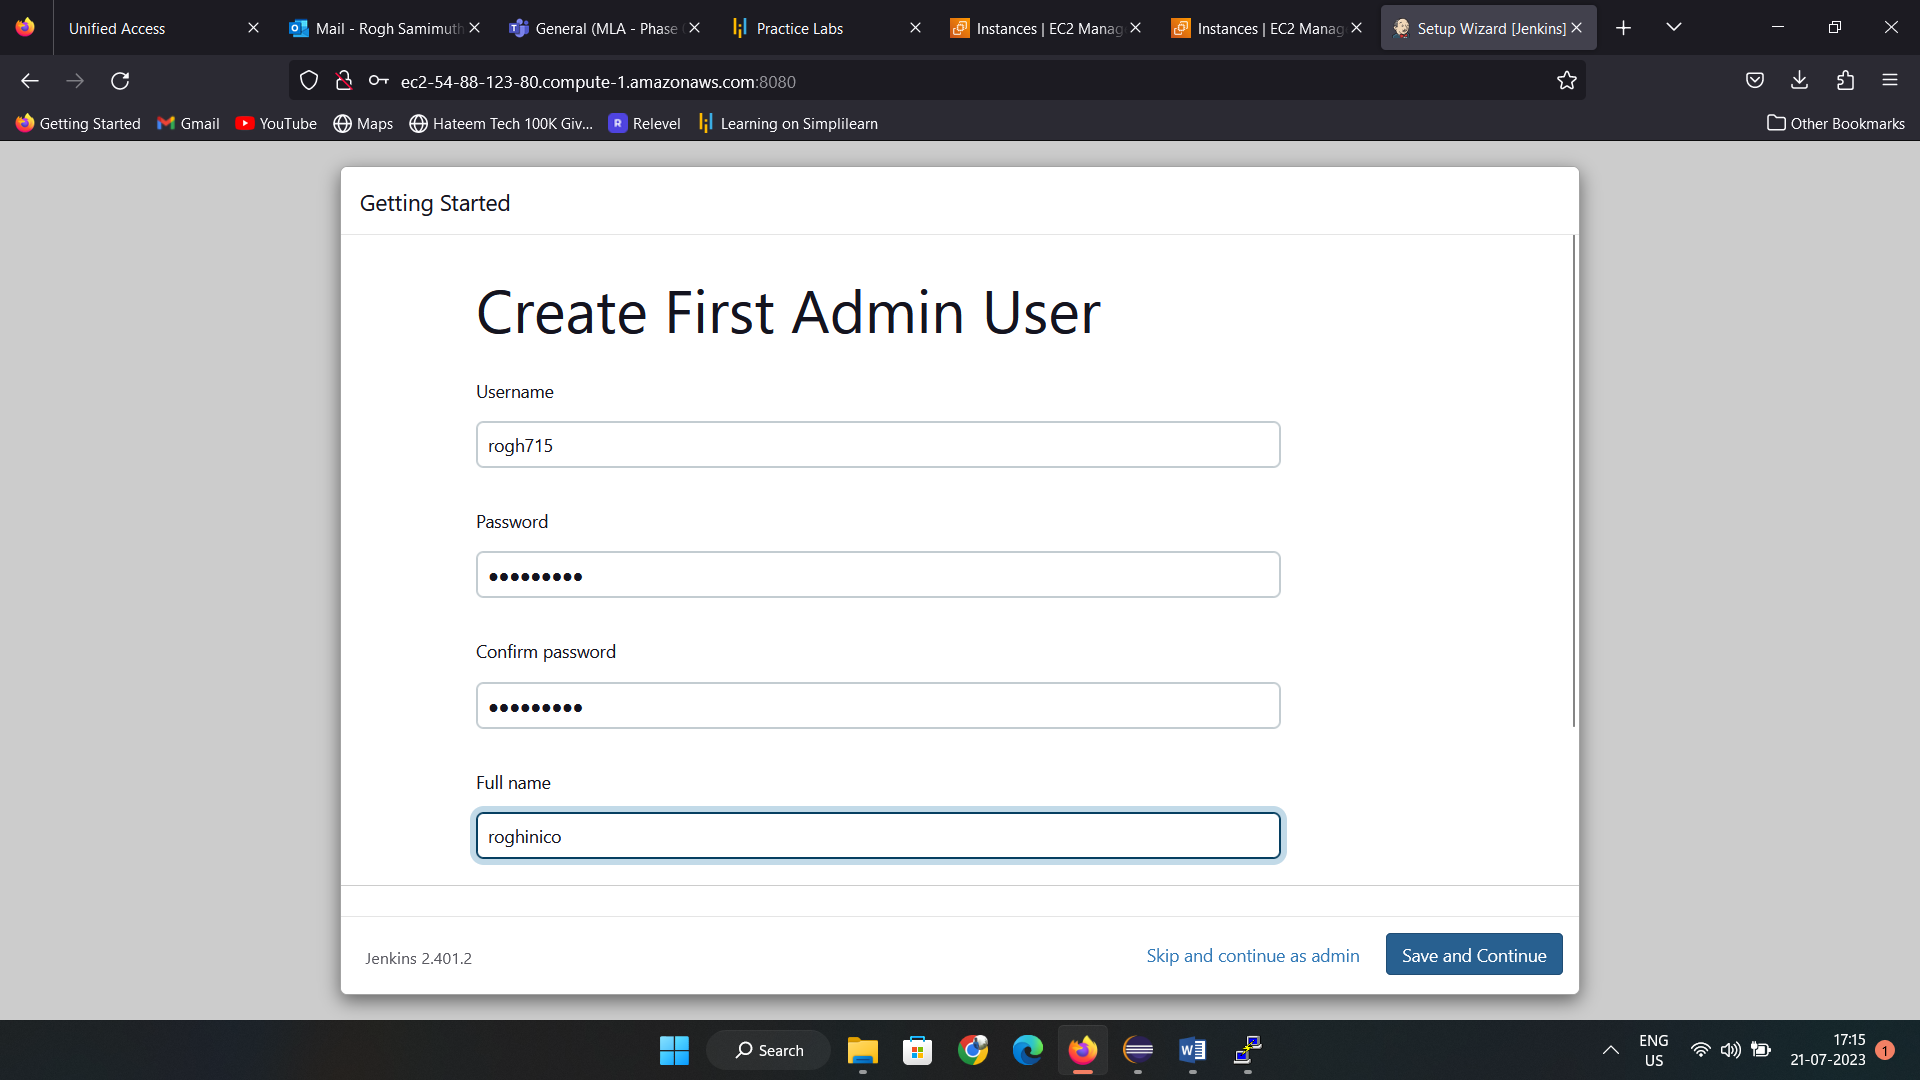 Unified Access
Mail - Rogh Samimuth
General (MLA - Phase
Practice Labs
Instances | EC2 Manag
Instances | EC2 Manag
Setup Wizard [Jenkins]
ec2-54-88-123-80.compute-1.amazonaws.com:8080
Getting Started
Gmail
YouTube
Maps
Hateem Tech 100K Giv...
R
Relevel
Learning on Simplilearn
Other Bookmarks
Getting Started
Create First Admin User
Username
rogh715
Password
•••••••••
Confirm password
•••••••••
Full name
roghinico
Jenkins 2.401.2
Skip and continue as admin
Save and Continue
Search
ENG
US
17:15
21-07-2023
1